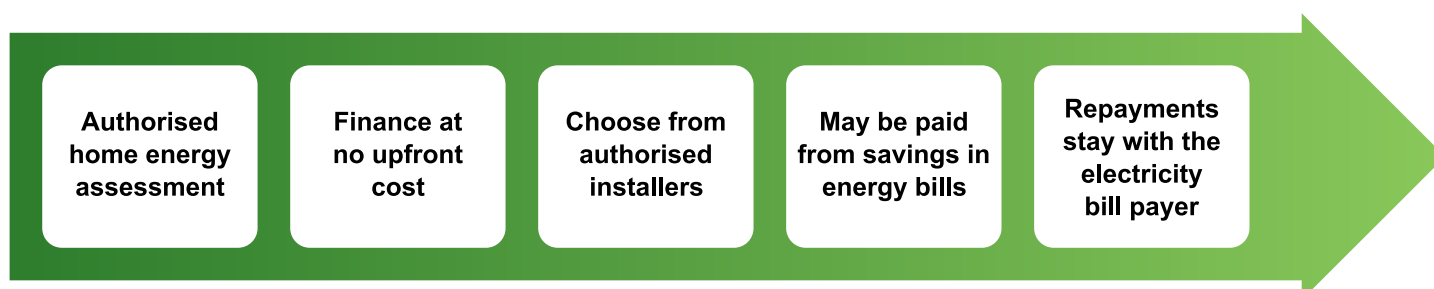 Authorised
home energy
assessment
Finance at
no upfront
cost
Choose from
authorised
installers
May be paid
from savings in
energy bills
Repayments
stay with the
electricity
bill payer